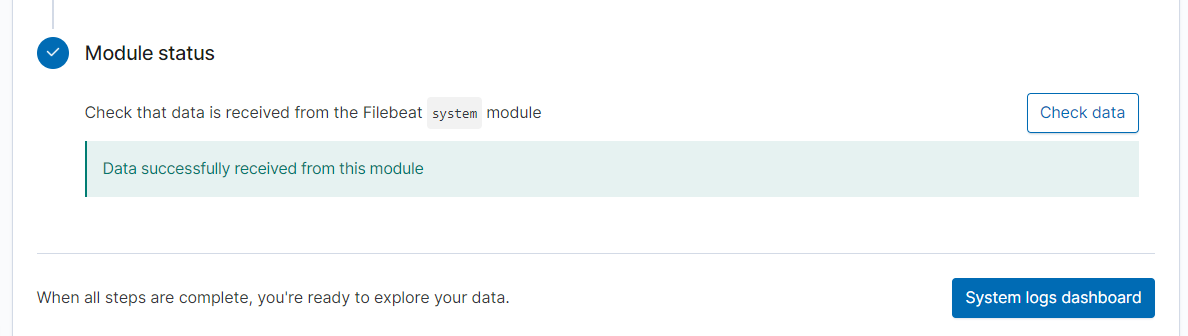 Module status
Check that data is received from the Filebeat system module
Check data
Data successfully received from this module
When all steps are complete, you're ready to explore your data.
System logs dashboard